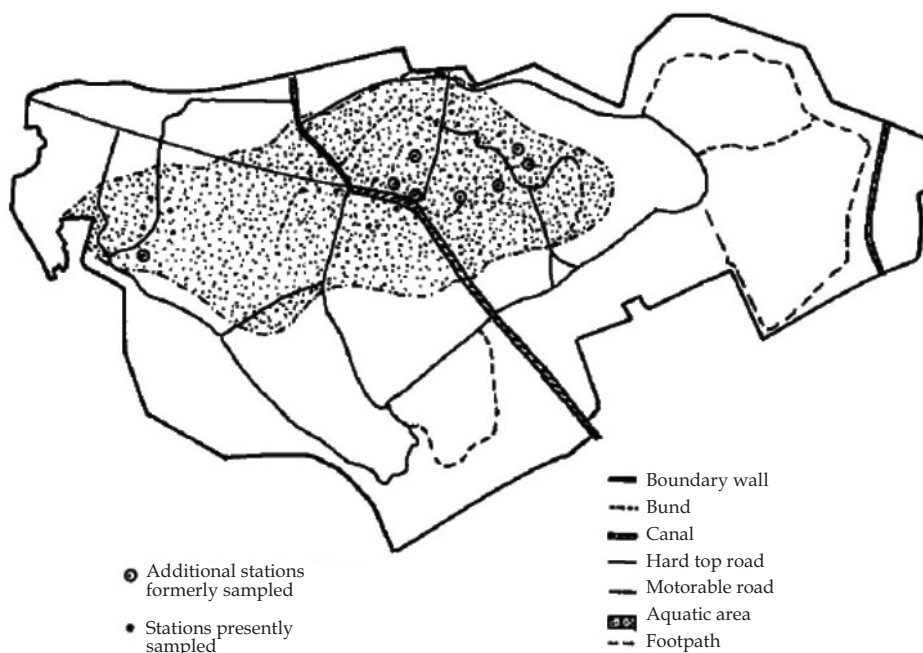 Additional stations
formerly sampled
Stations presently
sampled
Boundary wall
Bund
Canal
Hard top road
Motorable road
Aquatic area
Footpath